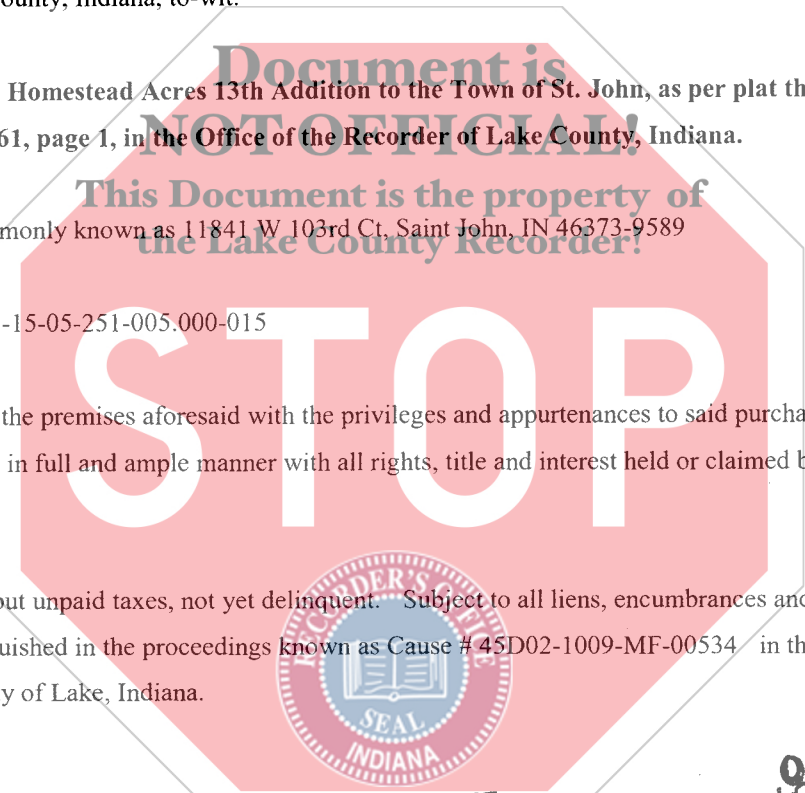 ounty, Indiana, to-wit:
Document is
Homestead Acres 13th Addition to the Town of St. John, as per plat th
61, page 1, in the Office of the Recorder of Lake County, Indiana.
NOT OFFICIAL!
This Document is the property of
monly known as 11841 W 103rd Ct, Saint John, IN 46373-9589
the Lake County Recorder!
-15-05-251-005.000-015
STOP
the premises aforesaid with the privileges and appurtenances to said purcha
in full and ample manner with all rights, title and interest held or claimed b
out unpaid taxes, not yet delinquent. Subject to all liens, encumbrances and
uished in the proceedings known as Cause # 45D02-1009-MF-00534 in th
y of Lake, Indiana.
RECORDER'S OFFICE
SEAL
INDIANA